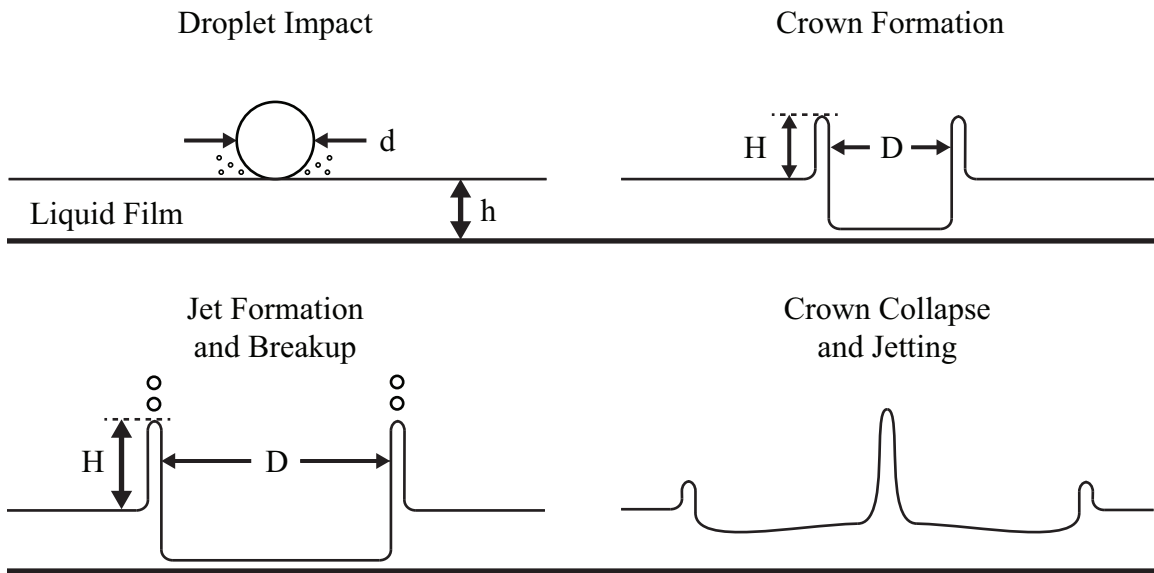 Droplet Impact
d
Liquid Film
h
Crown Formation
H
D
Jet Formation
and Breakup
H
D
Crown Collapse
and Jetting